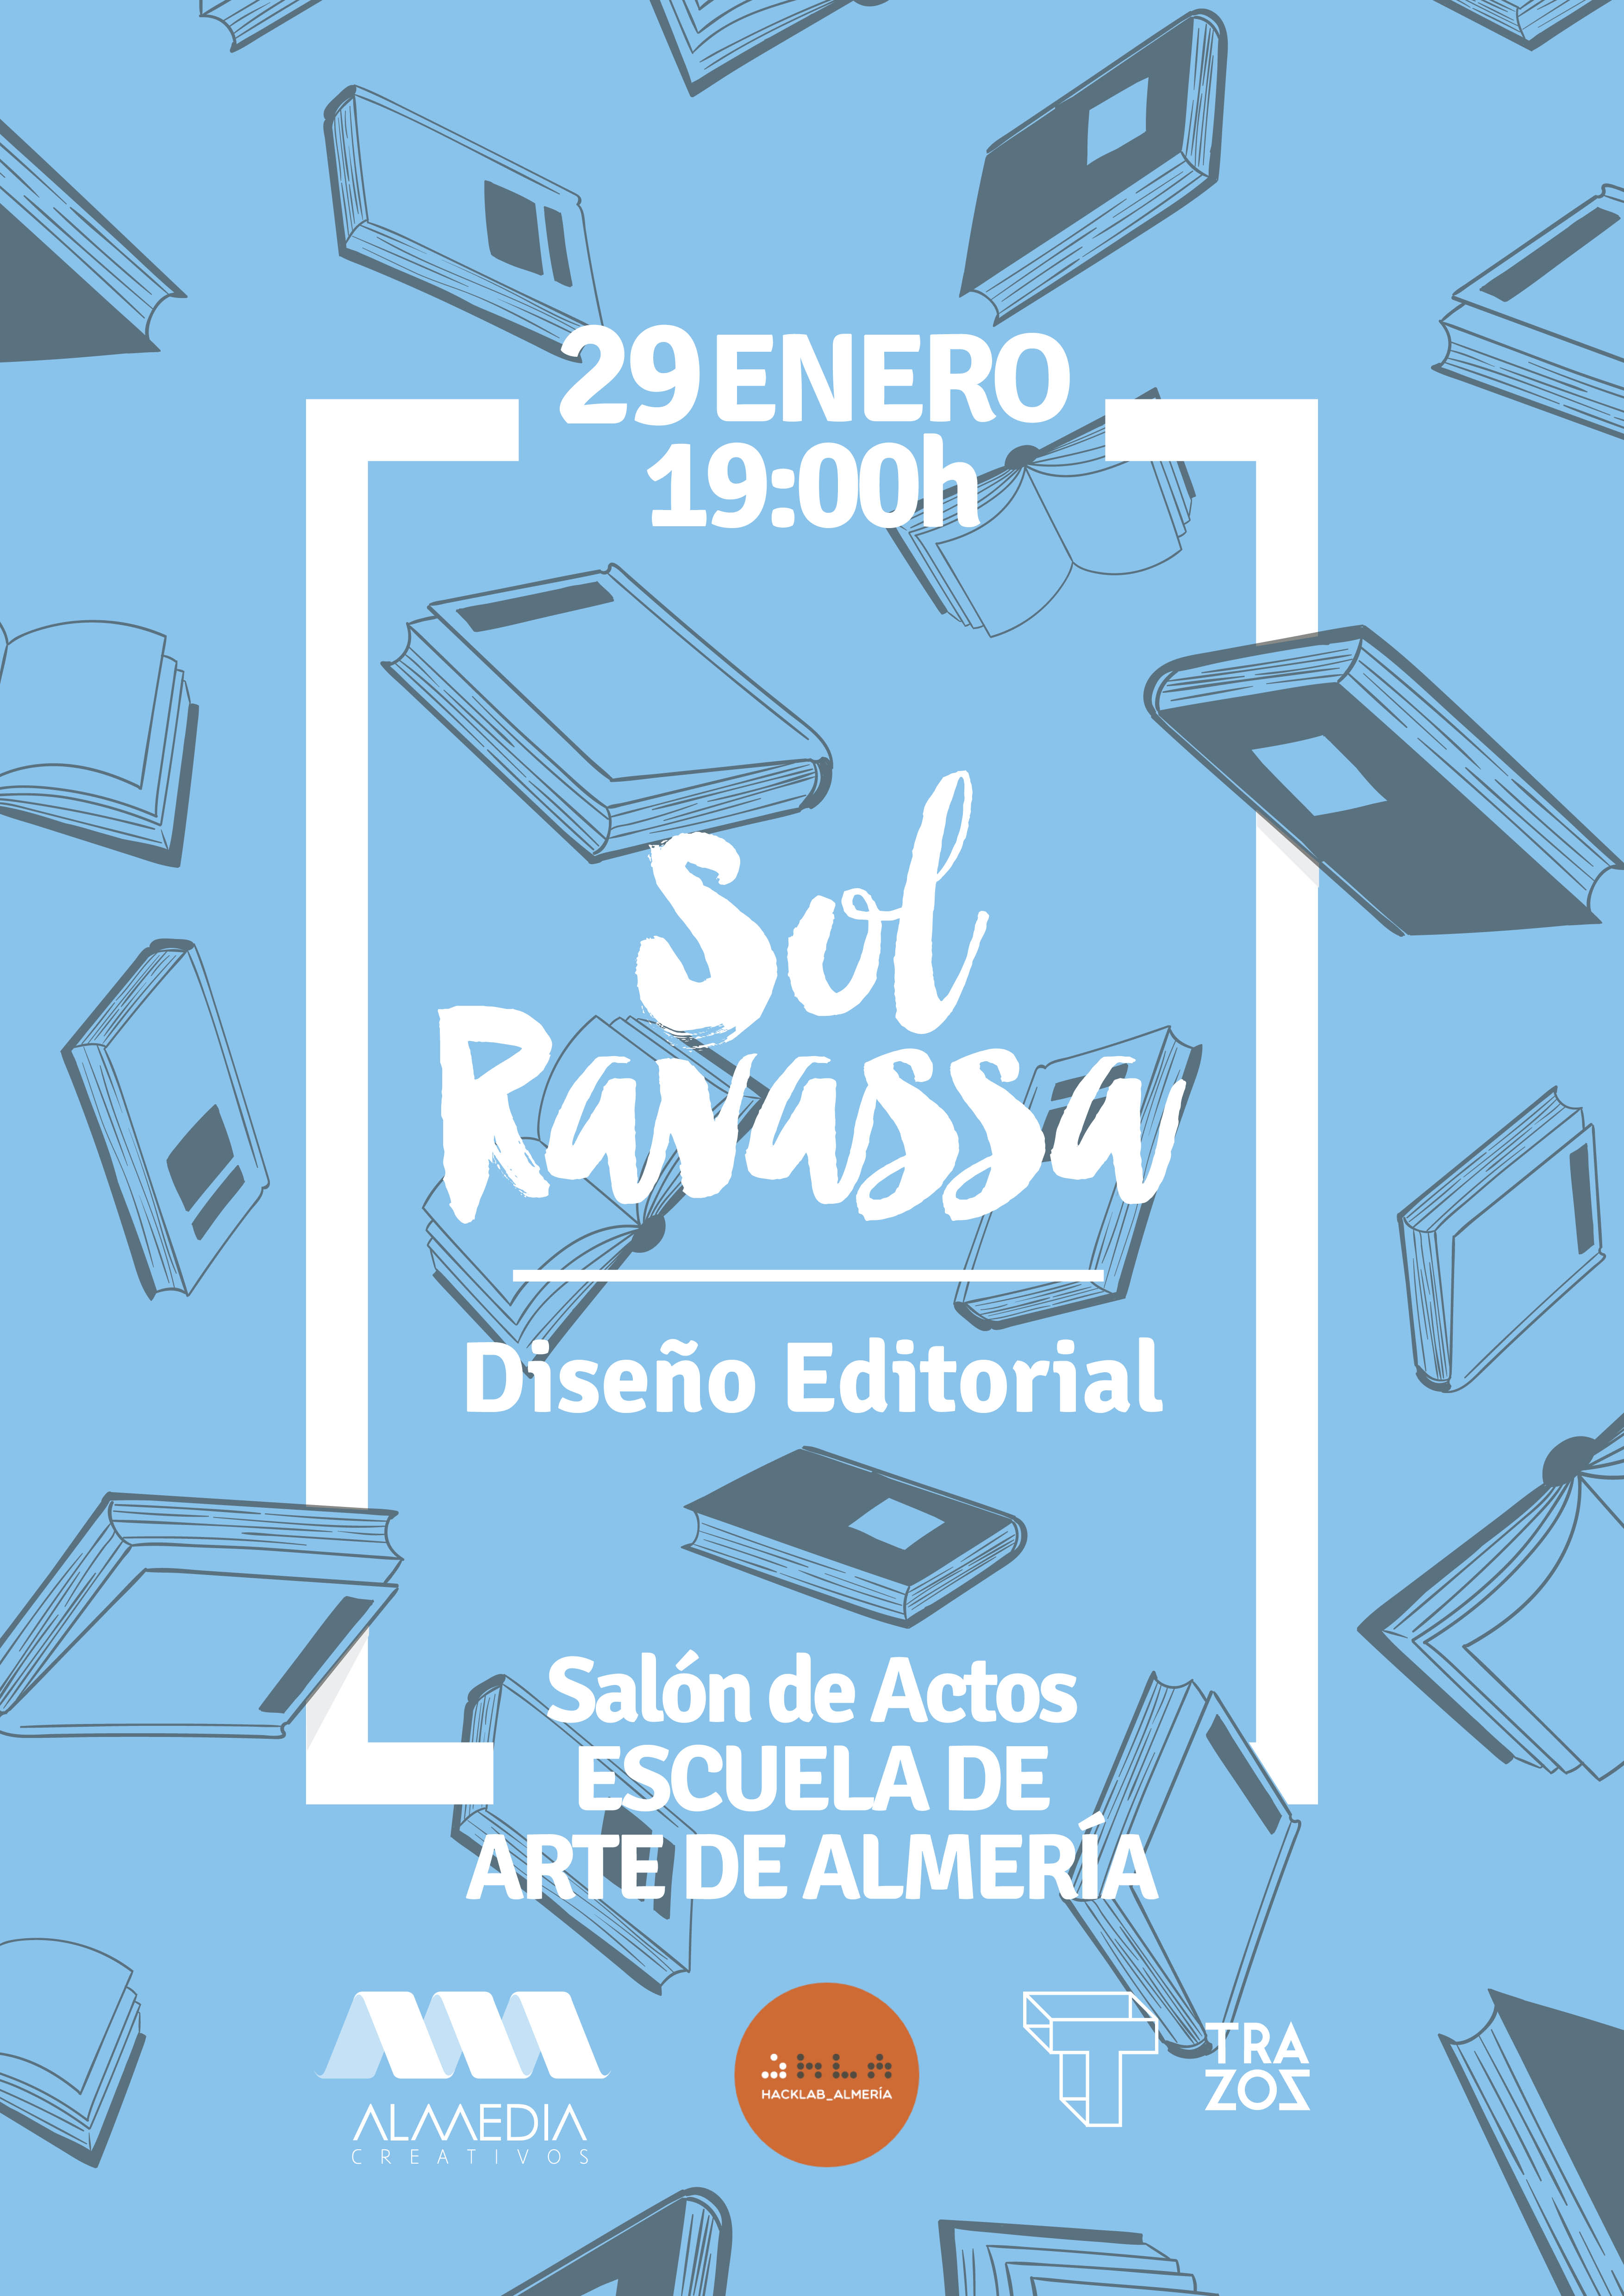 29 ENERO
19:00h
Sol
Ravassa
Diseño Editorial
Salón de Actos
ESCUELA DE
ARTE DE ALMERÍA
ALMEDIA
CREATIVOS
HACKLAB_ALMERÍA
TRA
ZOS